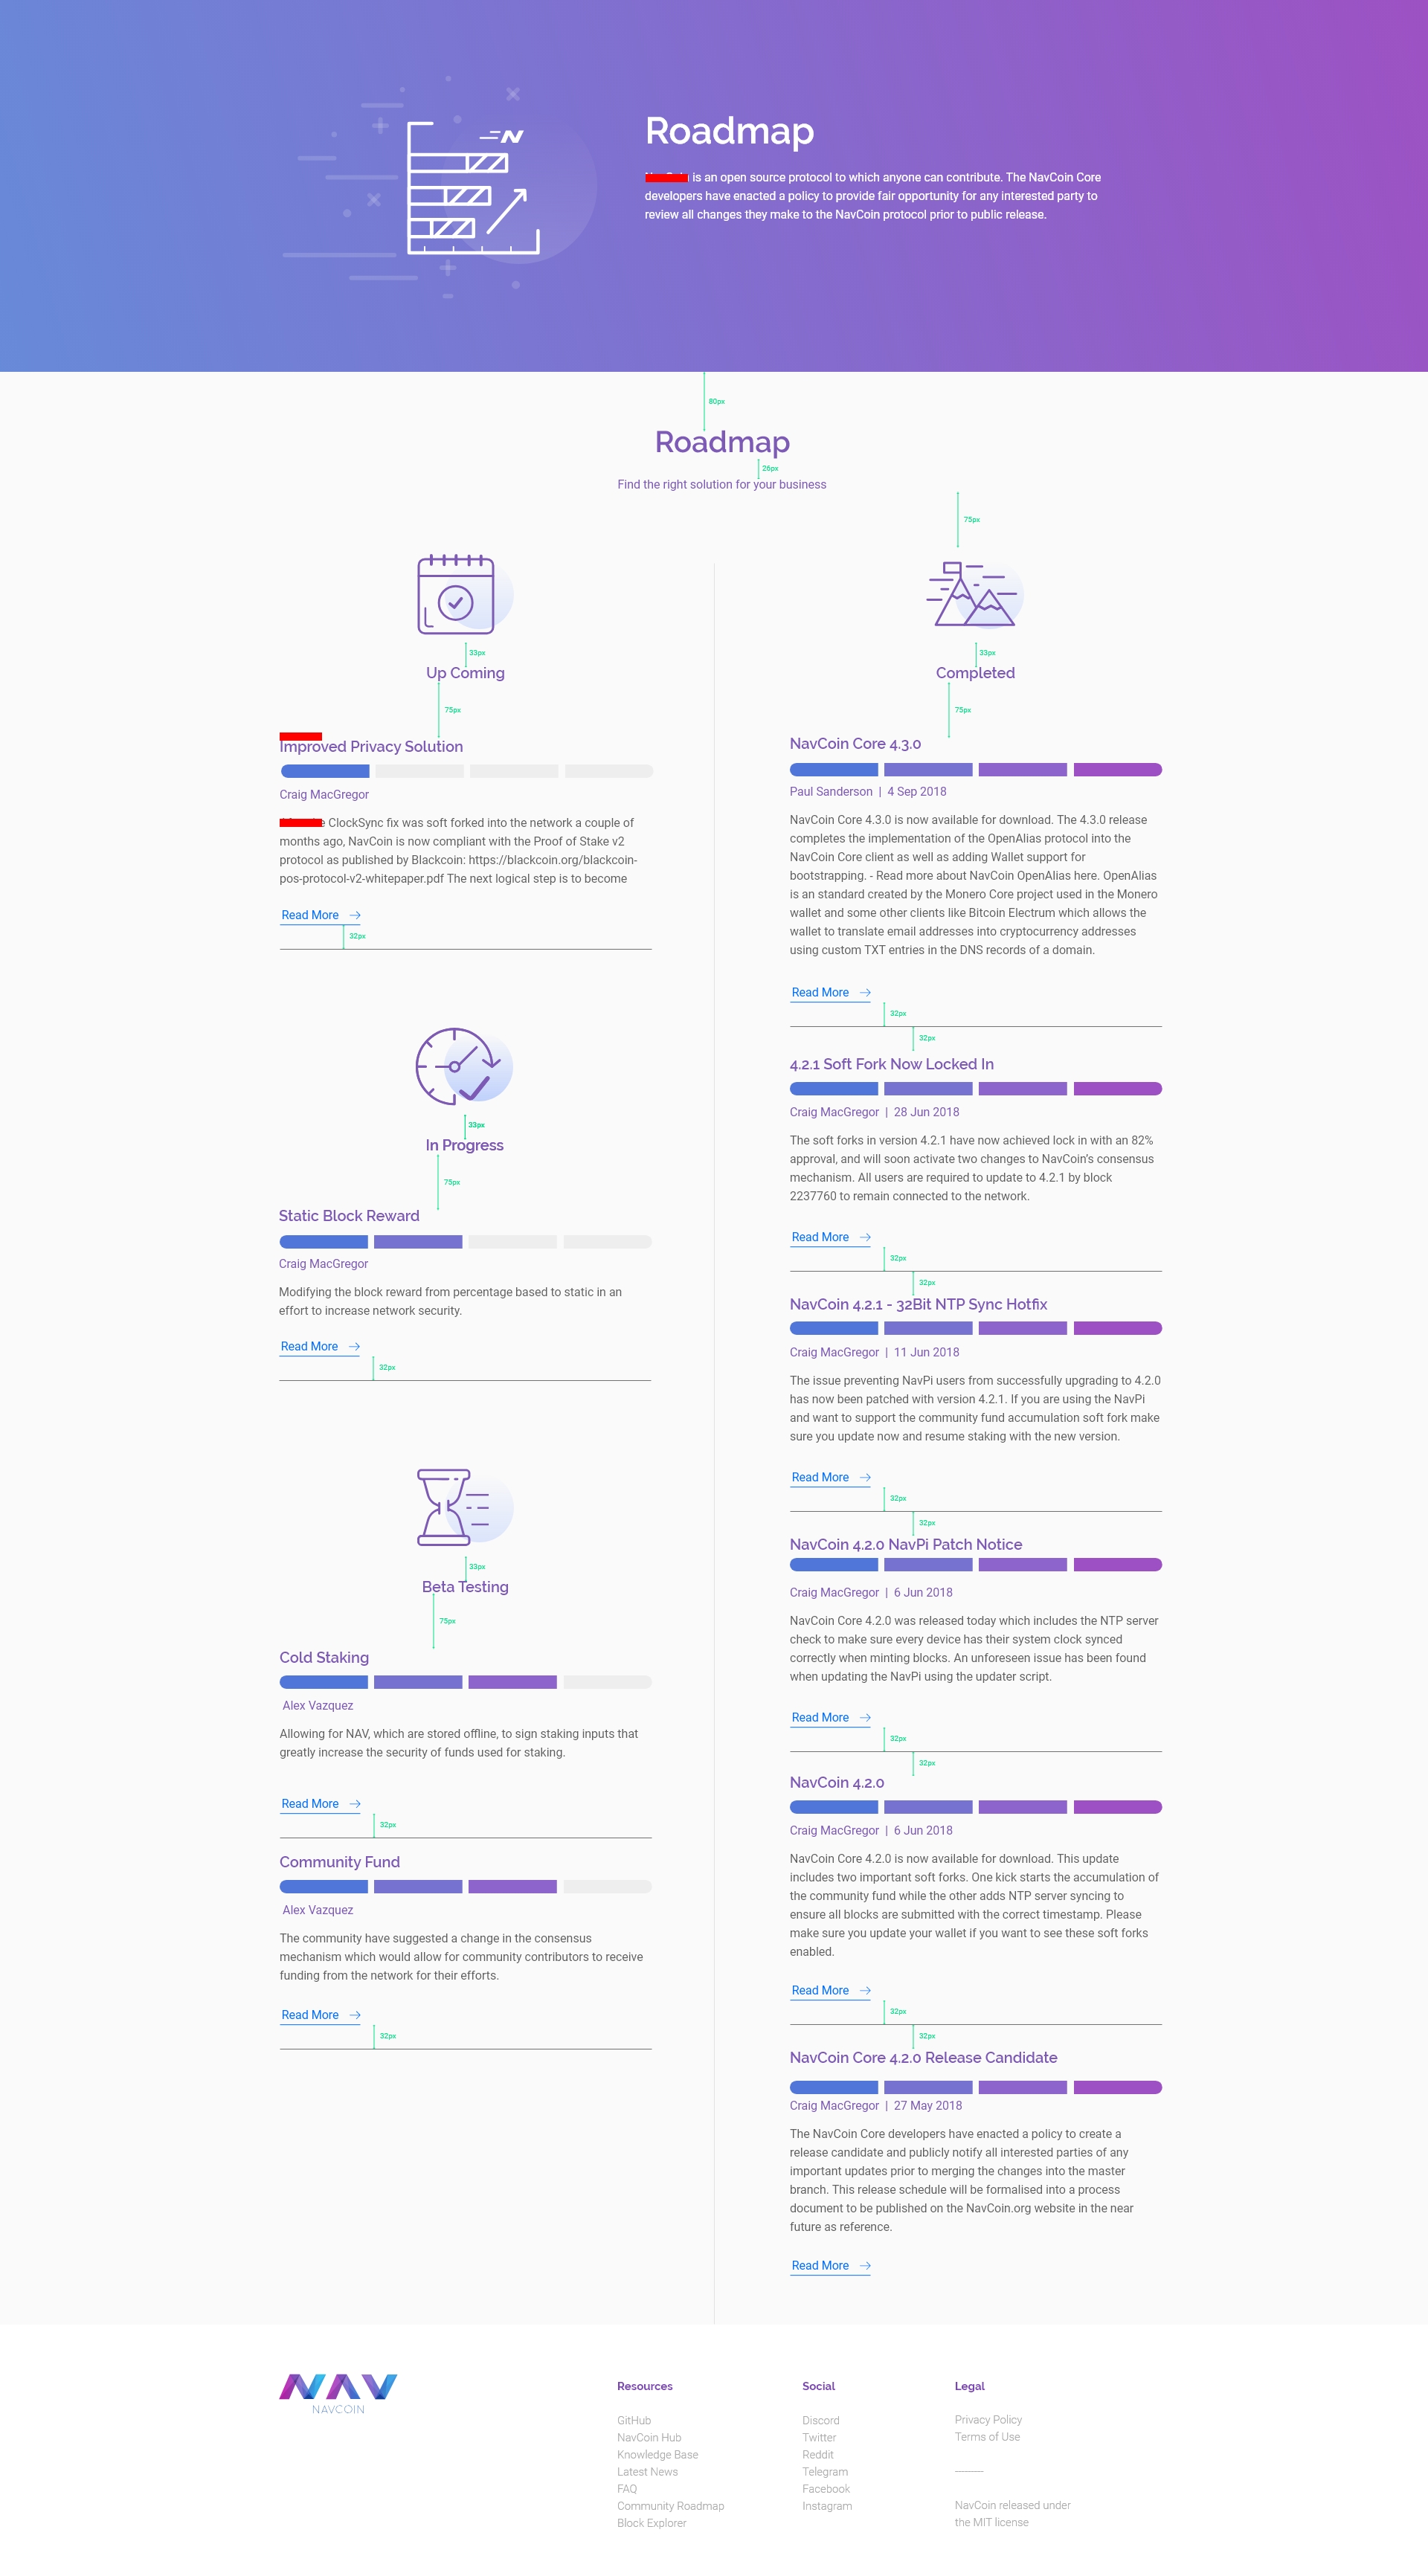 Roadmap
is an open source protocol to which anyone can contribute. The NavCoin Core
developers have enacted a policy to provide fair opportunity for any interested party to
review all changes they make to the NavCoin protocol prior to public release.
80px
Roadmap
26px
Find the right solution for your business
75px
33px
Up Coming
75px
Improved Privacy Solution
Craig MacGregor
ClockSync fix was soft forked into the network a couple of
months ago, NavCoin is now compliant with the Proof of Stake v2
protocol as published by Blackcoin: https://blackcoin.org/blackcoin-
pos-protocol-v2-whitepaper.pdf The next logical step is to become
Read More
32px
33px
In Progress
75px
Static Block Reward
Craig MacGregor
Modifying the block reward from percentage based to static in an
effort to increase network security.
Read More
32px
33px
Beta Testing
75px
Cold Staking
Alex Vazquez
Allowing for NAV, which are stored offline, to sign staking inputs that
greatly increase the security of funds used for staking.
Read More
32px
Community Fund
Alex Vazquez
The community have suggested a change in the consensus
mechanism which would allow for community contributors to receive
funding from the network for their efforts.
Read More
32px
33px
Completed
75px
NavCoin Core 4.3.0
Paul Sanderson | 4 Sep 2018
NavCoin Core 4.3.0 is now available for download. The 4.3.0 release
completes the implementation of the OpenAlias protocol into the
NavCoin Core client as well as adding Wallet support for
bootstrapping. - Read more about NavCoin OpenAlias here. OpenAlias
is an standard created by the Monero Core project used in the Monero
wallet and some other clients like Bitcoin Electrum which allows the
wallet to translate email addresses into cryptocurrency addresses
using custom TXT entries in the DNS records of a domain.
Read More
32px
32px
4.2.1 Soft Fork Now Locked In
Craig MacGregor | 28 Jun 2018
The soft forks in version 4.2.1 have now achieved lock in with an 82%
approval, and will soon activate two changes to NavCoin's consensus
mechanism. All users are required to update to 4.2.1 by block
2237760 to remain connected to the network.
Read More
32px
32px
NavCoin 4.2.1 - 32Bit NTP Sync Hotfix
Craig MacGregor | 11 Jun 2018
The issue preventing NavPi users from successfully upgrading to 4.2.0
has now been patched with version 4.2.1. If you are using the NavPi
and want to support the community fund accumulation soft fork make
sure you update now and resume staking with the new version.
Read More
32px
32px
NavCoin 4.2.0 NavPi Patch Notice
Craig MacGregor | 6 Jun 2018
NavCoin Core 4.2.0 was released today which includes the NTP server
check to make sure every device has their system clock synced
correctly when minting blocks. An unforeseen issue has been found
when updating the NavPi using the updater script.
Read More
32px
32px
NavCoin 4.2.0
Craig MacGregor | 6 Jun 2018
NavCoin Core 4.2.0 is now available for download. This update
includes two important soft forks. One kick starts the accumulation of
the community fund while the other adds NTP server syncing to
ensure all blocks are submitted with the correct timestamp. Please
make sure you update your wallet if you want to see these soft forks
enabled.
Read More
32px
32px
NavCoin Core 4.2.0 Release Candidate
Craig MacGregor | 27 May 2018
The NavCoin Core developers have enacted a policy to create a
release candidate and publicly notify all interested parties of any
important updates prior to merging the changes into the master
branch. This release schedule will be formalised into a process
document to be published on the NavCoin.org website in the near
future as reference.
Read More
NAV
NAVCOIN
Resources
GitHub
NavCoin Hub
Knowledge Base
Latest News
FAQ
Community Roadmap
Block Explorer
Social
Discord
Twitter
Reddit
Telegram
Facebook
Instagram
Legal
Privacy Policy
Terms of Use
NavCoin released under
the MIT license